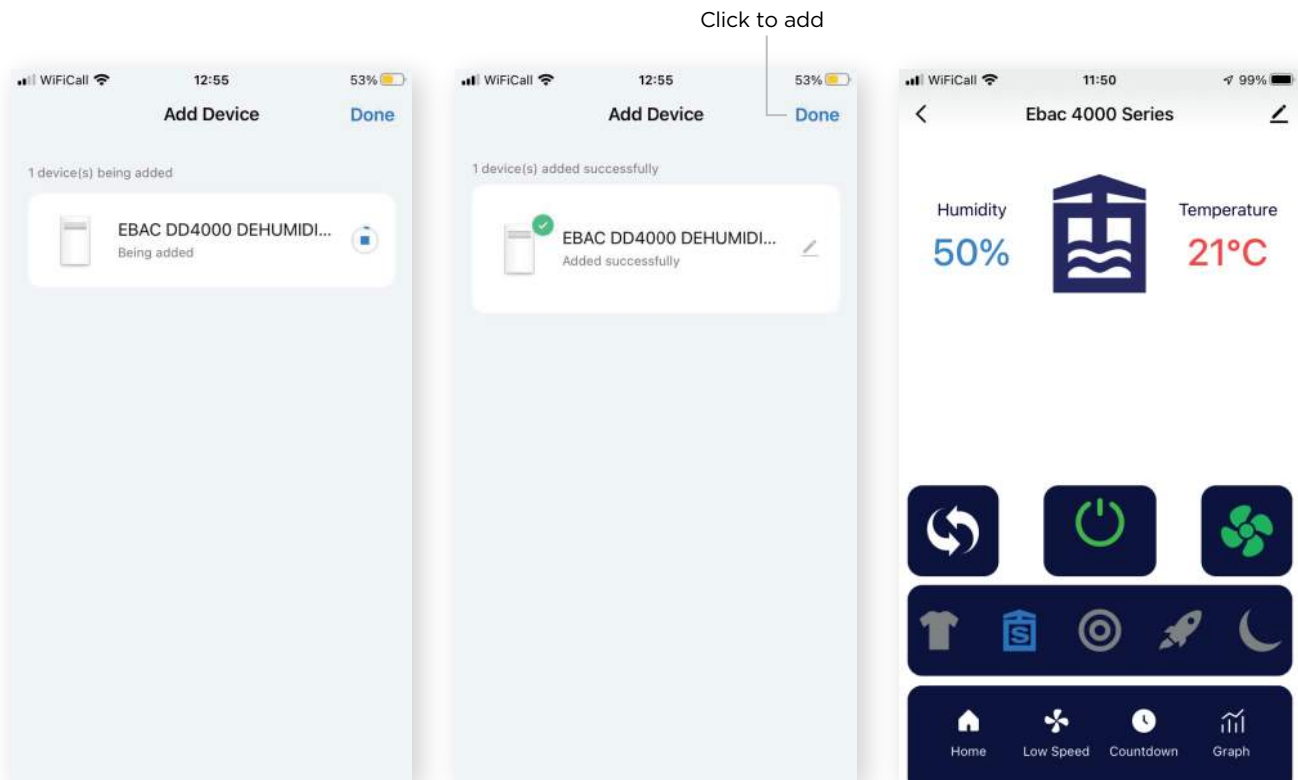 Click to add
WiFiCall 12:55 53%
Add Device Done
1 device(s) being added
EBAC DD4000 DEHUMIDI...
Being added
WiFiCall 12:55 53%
Add Device Done
1 device(s) added successfully
EBAC DD4000 DEHUMIDI...
Added successfully
WiFiCall 11:50 99%
Ebac 4000 Series
Humidity Temperature
50% 21°C
S
Home Low Speed Countdown Graph